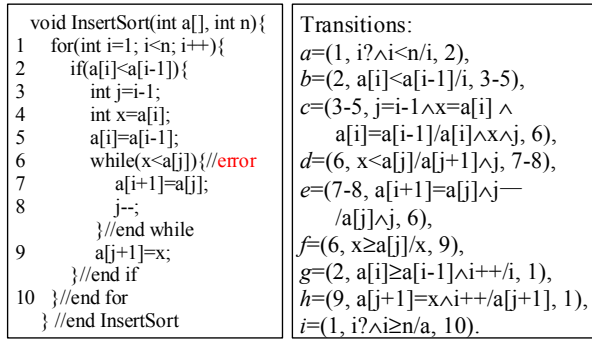 void InsertSort(int a[], int n){
1 for(int i=1; i<n; i++){
2 if(a[i]<a[i-1]){
3 int j=i-1;
4 int x=a[i];
5 a[i]=a[i-1];
6 while(x<a[j]){//error
7 a[i+1]=a[j];
8 j--;
}//end while
9 a[j+1]=x;
}//end if
10 }//end for
} //end InsertSort
Transitions:
a=(1, i?∧i<n/i, 2),
b=(2, a[i]<a[i-1]/i, 3-5),
c=(3-5, j=i-1∧x=a[i] ∧
a[i]=a[i-1]/a[i]∧x∧j, 6),
d=(6, x<a[j]/a[j+1]∧j, 7-8),
e=(7-8, a[i+1]=a[j]∧j—
/a[j]∧j, 6),
f=(6, x≥a[j]/x, 9),
g=(2, a[i]≥a[i-1]∧i++/i, 1),
h=(9, a[j+1]=x∧i++/a[j+1], 1),
i=(1, i?∧i≥n/a, 10).